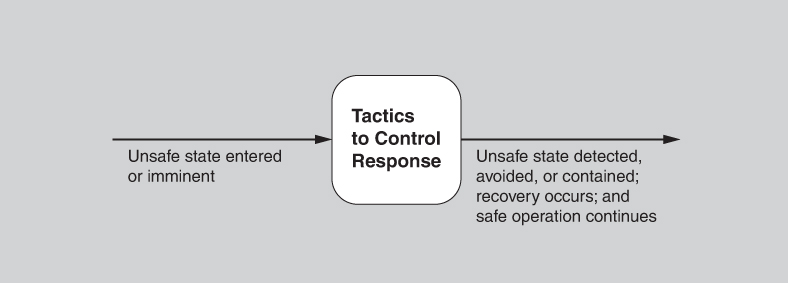 Unsafe state entered
or imminent
Tactics
to Control
Response
Unsafe state detected,
avoided, or contained;
recovery occurs; and
safe operation continues